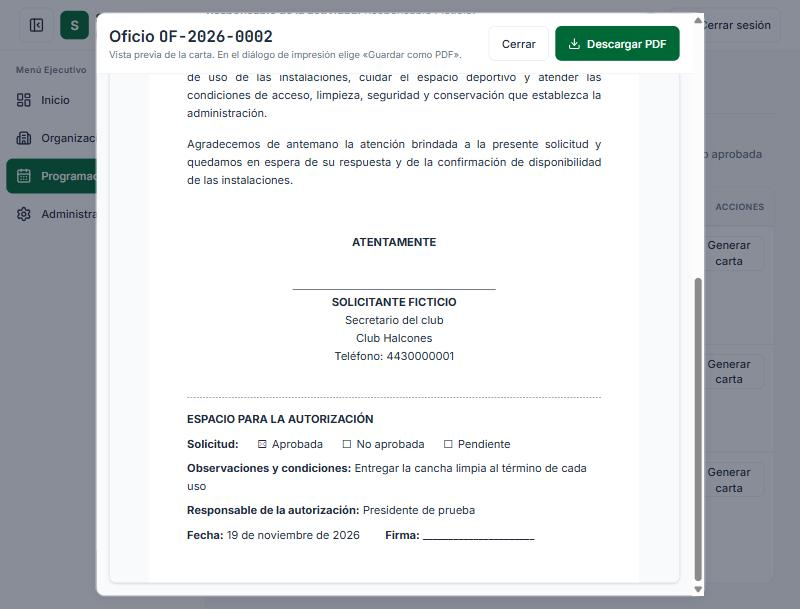 Oficio OF-2026-0002
Vista previa de la carta. En el diálogo de impresión elige «Guardar como PDF».
Cerrar
Descargar PDF
Cerrar sesión
S
Menú Ejecutivo
Inicio
Organizac
Programac
Administra
o aprobada
ACCIONES
Generar
carta
Generar
carta
Generar
carta
de uso de las instalaciones, cuidar el espacio deportivo y atender las
condiciones de acceso, limpieza, seguridad y conservación que establezca la
administración.
Agradecemos de antemano la atención brindada a la presente solicitud y
quedamos en espera de su respuesta y de la confirmación de disponibilidad
de las instalaciones.
ATENTAMENTE
SOLICITANTE FICTICIO
Secretario del club
Club Halcones
Teléfono: 4430000001
ESPACIO PARA LA AUTORIZACIÓN
Solicitud: ☒ Aprobada ☐ No aprobada ☐ Pendiente
Observaciones y condiciones: Entregar la cancha limpia al término de cada
uso
Responsable de la autorización: Presidente de prueba
Fecha: 19 de noviembre de 2026 Firma: ____________________